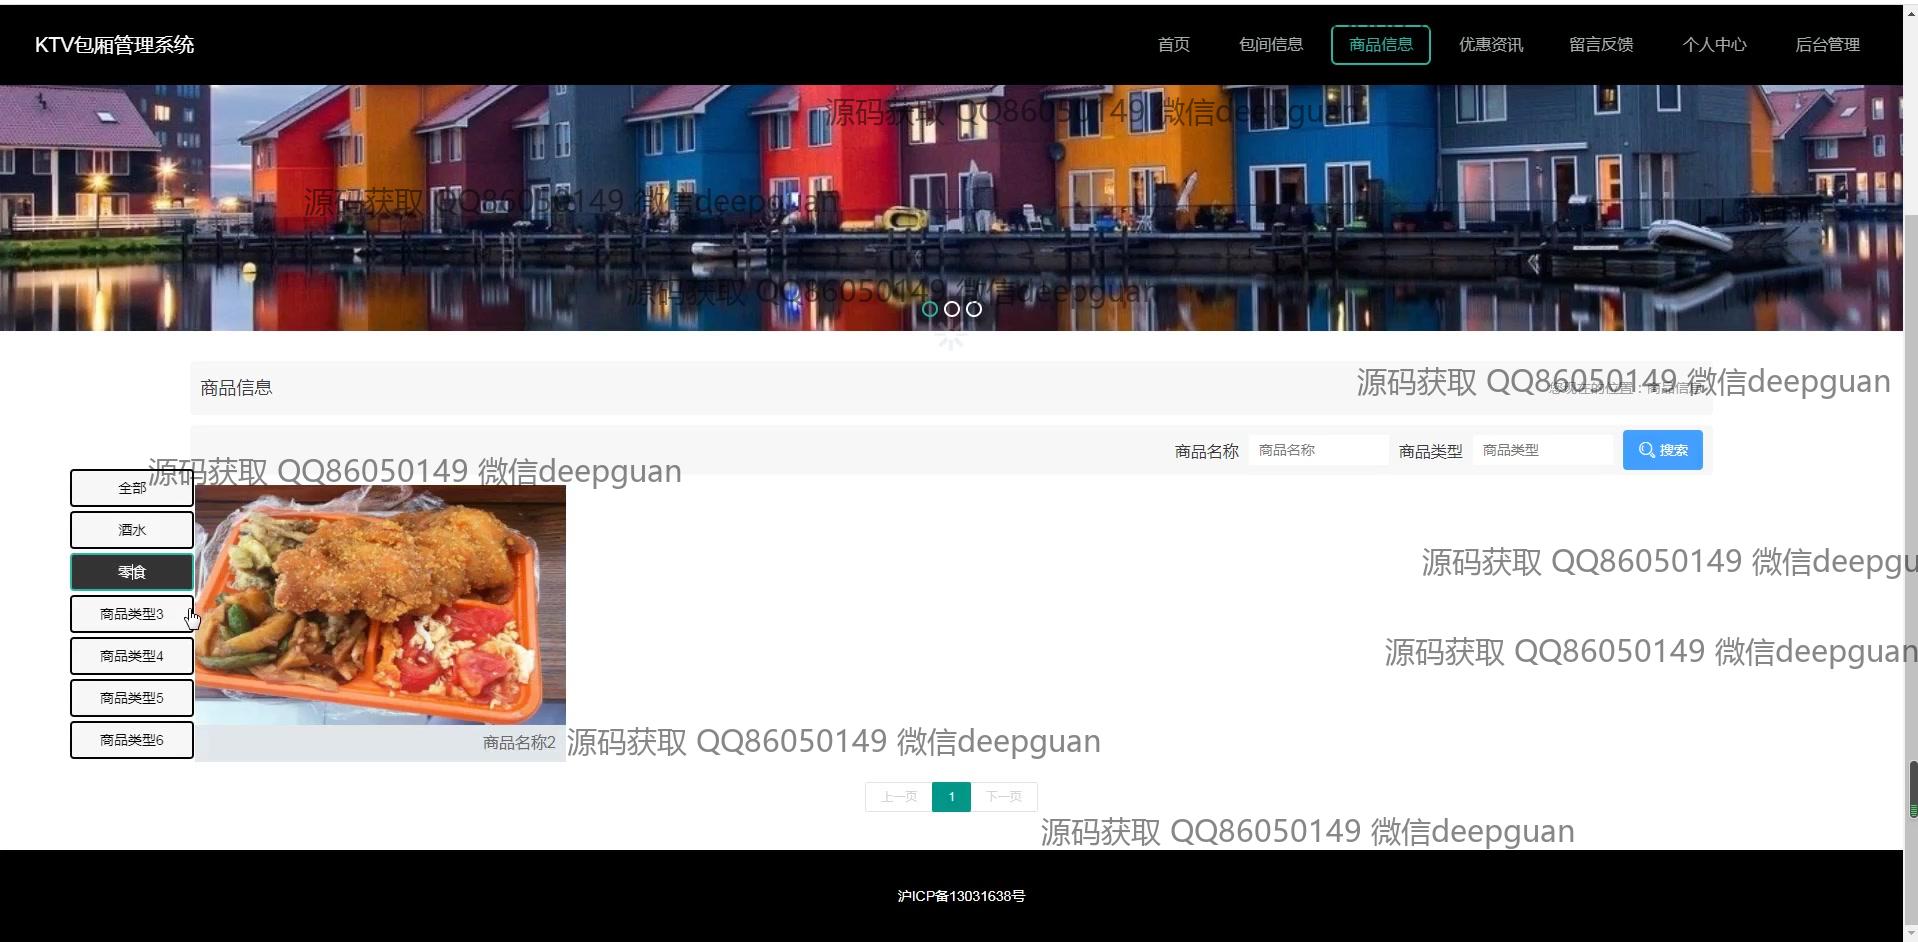 KTV包厢管理系统
首页
包间信息
商品信息
优惠资讯
留言反馈
个人中心
后台管理
源码获取 QQ86050149 微信deepguan
源码获取 QQ86050149 微信deepguan
源码获取 QQ86050149 微信deepguan
商品信息
您现在的位置：商品信息
源码获取 QQ86050149 微信deepguan
商品名称 商品名称 商品类型 商品类型 搜索
源码获取 QQ86050149 微信deepguan
全部
酒水
零食
商品类型3
商品类型4
商品类型5
商品类型6
源码获取 QQ86050149 微信deepgu
源码获取 QQ86050149 微信deepguan
商品名称2
源码获取 QQ86050149 微信deepguan
上一页 1 下一页
源码获取 QQ86050149 微信deepguan
沪ICP备13031638号